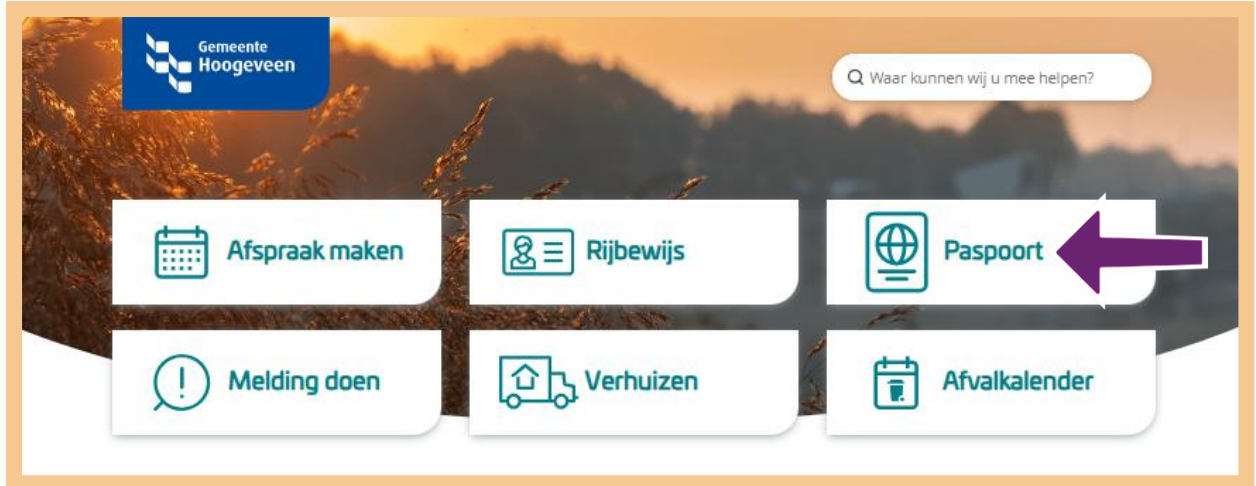 Gemeente
Hoogeveen
Waar kunnen wij u mee helpen?
Afspraak maken
Rijbewijs
Paspoort
Melding doen
Verhuizen
Afvalkalender